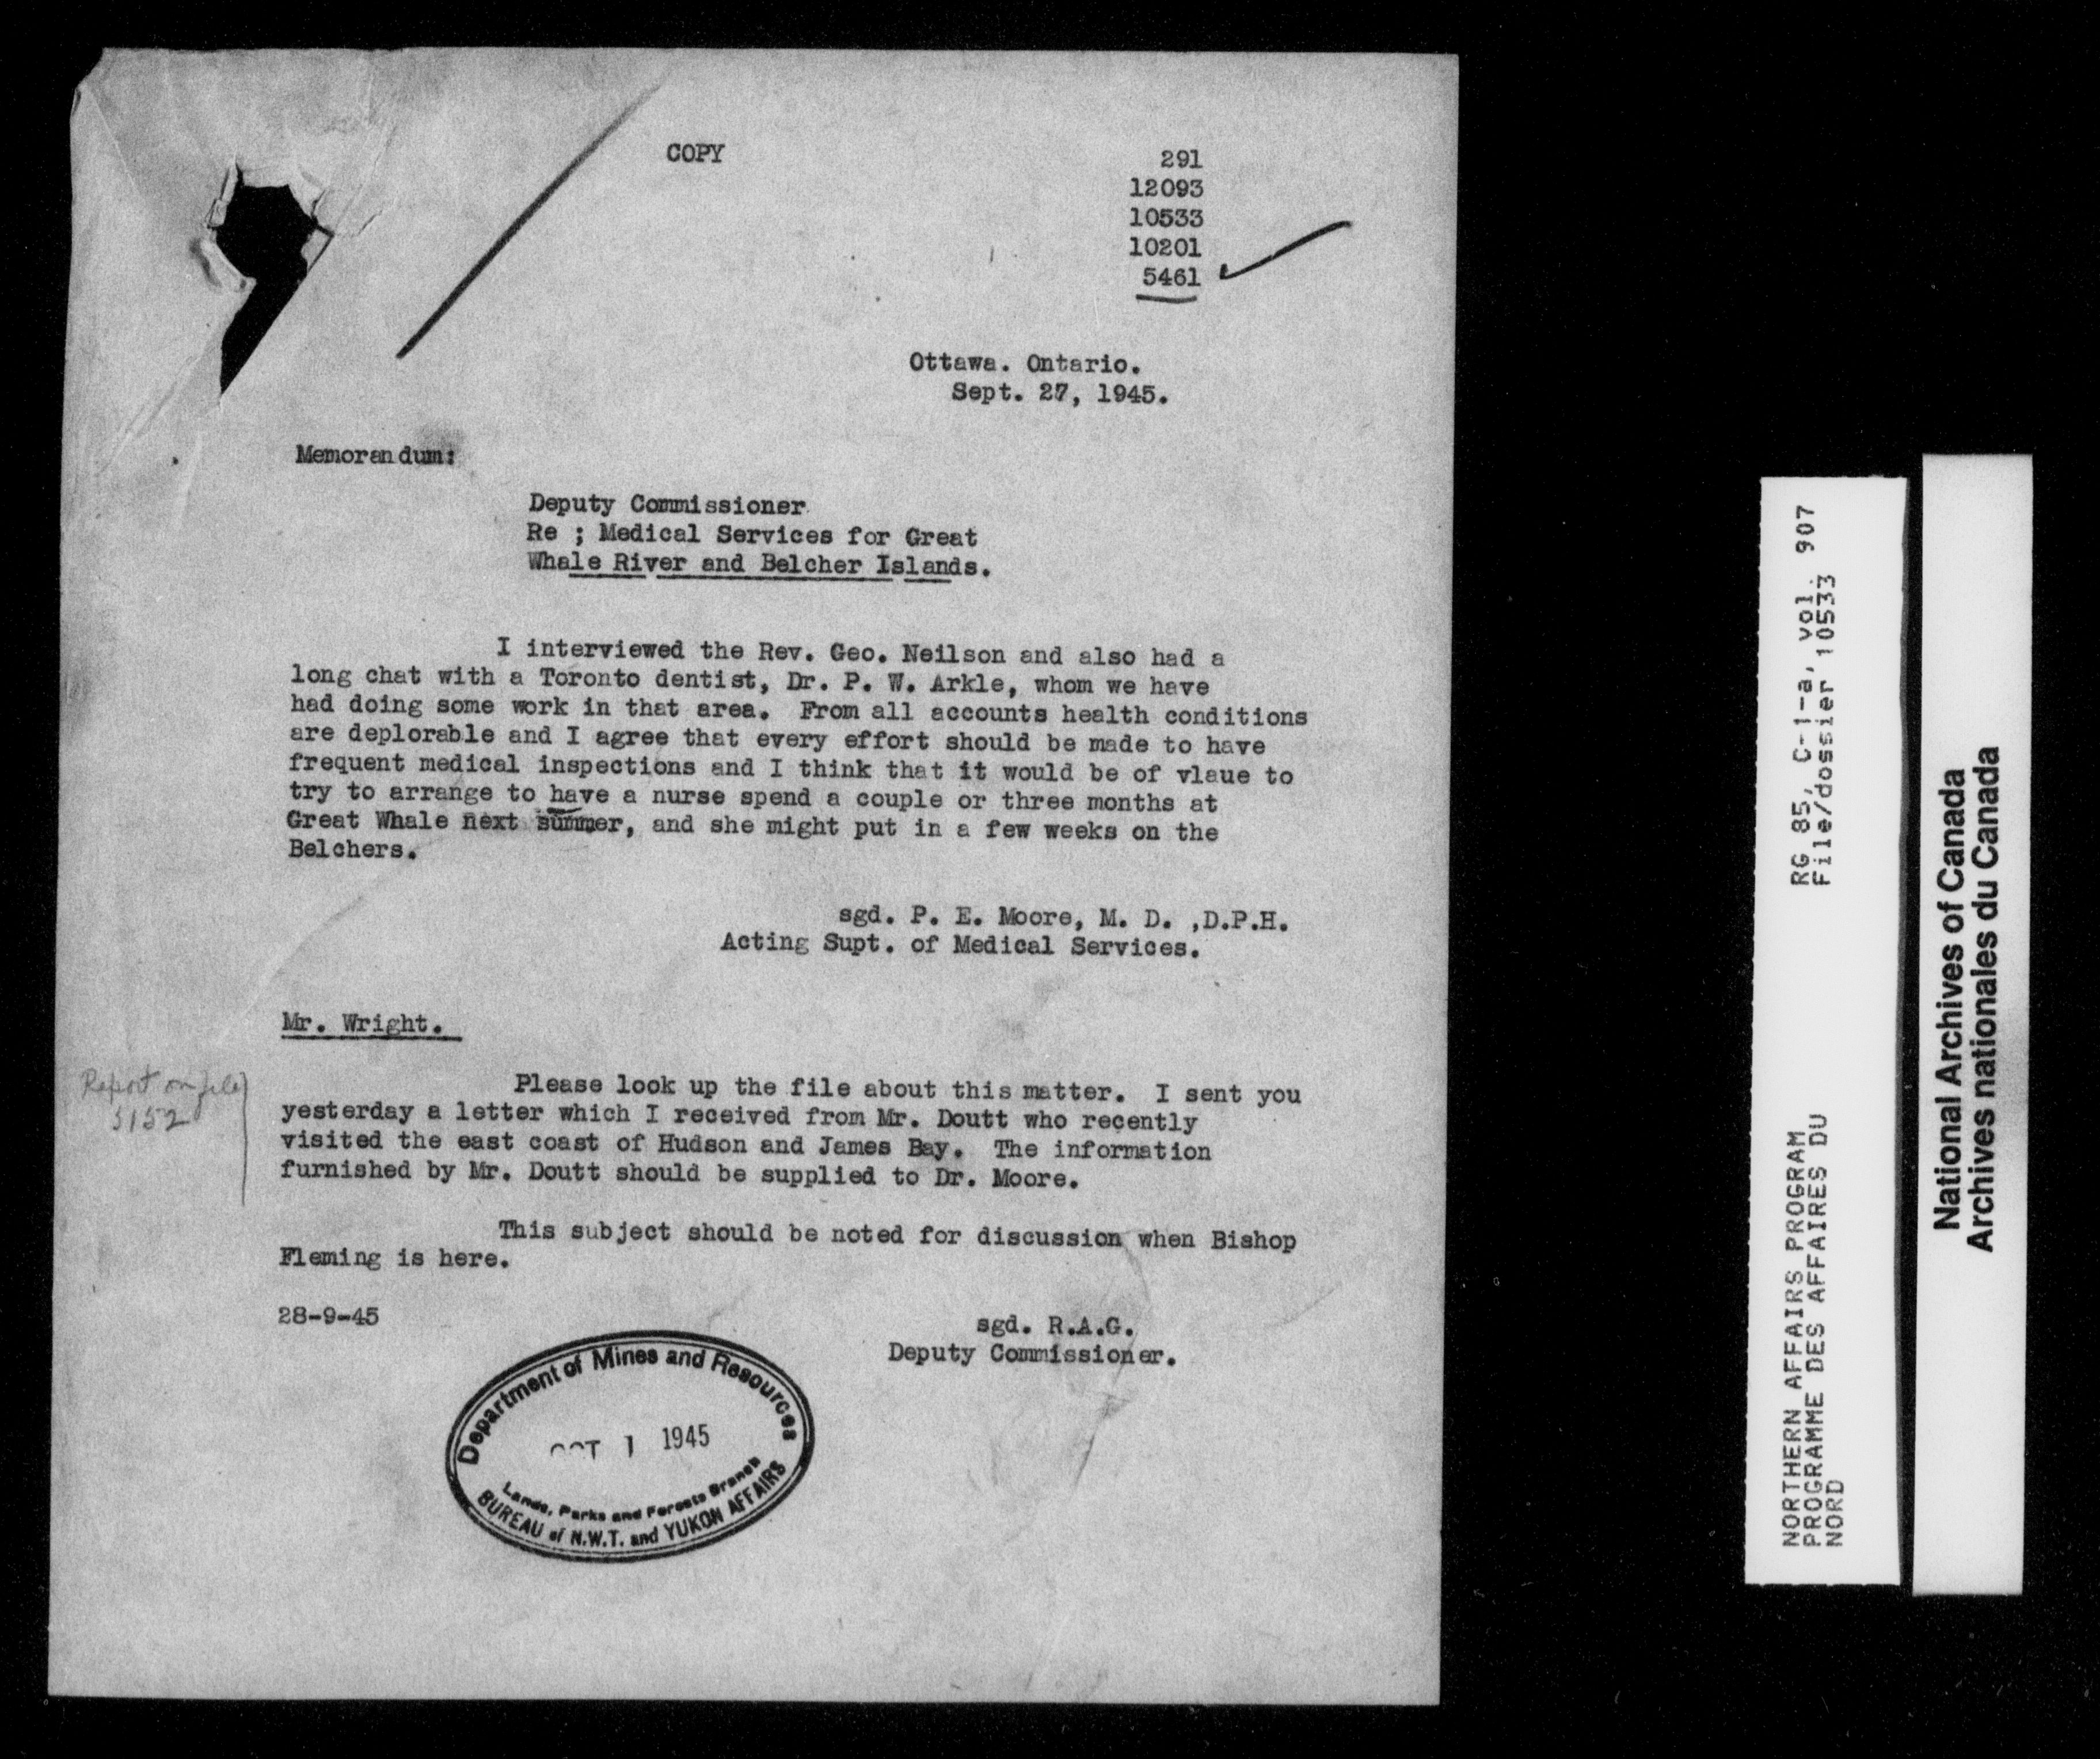 COPY
291
12093
10533
10201
5461
Ottawa. Ontario.
Sept. 27, 1945.
Memorandum:
Deputy Commissioner
Re ; Medical Services for Great
Whale River and Belcher Islands.
I interviewed the Rev. Geo. Neilson and also had a
long chat with a Toronto dentist, Dr. P. W. Arkle, whom we have
had doing some work in that area. From all accounts health conditions
are deplorable and I agree that every effort should be made to have
frequent medical inspections and I think that it would be of vlaue to
try to arrange to have a nurse spend a couple or three months at
Great Whale next summer, and she might put in a few weeks on the
Belchers.
sgd. P. E. Moore, M. D. ,D.P.H.
Acting Supt. of Medical Services.
Mr. Wright.
Report on file
5152
Please look up the file about this matter. I sent you
yesterday a letter which I received from Mr. Doutt who recently
visited the east coast of Hudson and James Bay. The information
furnished by Mr. Doutt should be supplied to Dr. Moore.
This subject should be noted for discussion when Bishop
Fleming is here.
28-9-45
sgd. R.A.G.
Deputy Commissioner.
Department of Mines and Resources
OCT 1 1945
Lands, Parks and Forests Branch
BUREAU of N.W.T. and YUKON AFFAIRS
RG 85, C-1-a, vol. 907
File/dossier 10533
NORTHERN AFFAIRS PROGRAM
PROGRAMME DES AFFAIRES DU
NORD
National Archives of Canada
Archives nationales du Canada